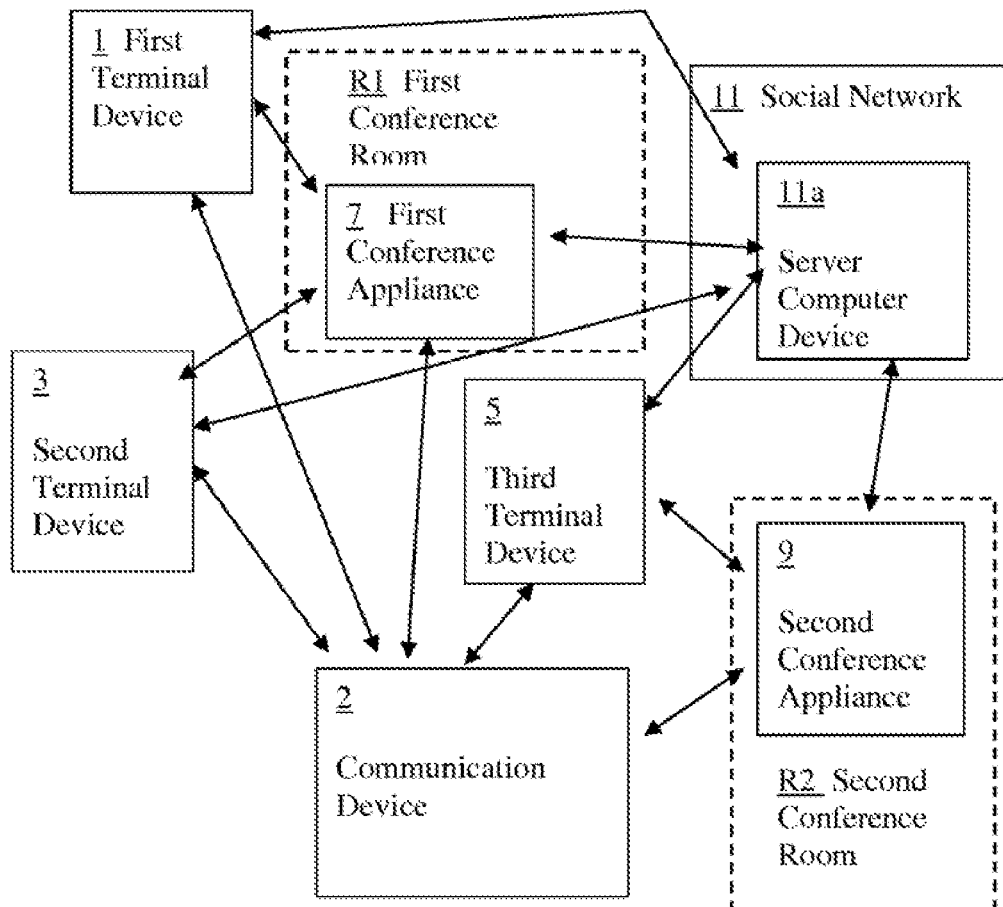 1 First
Terminal
Device
R1 First
Conference
Room
11 Social Network
7 First
Conference
Appliance
11a
Server
Computer
Device
3
Second
Terminal
Device
5
Third
Terminal
Device
9
Second
Conference
Appliance
2
Communication
Device
R2 Second
Conference
Room